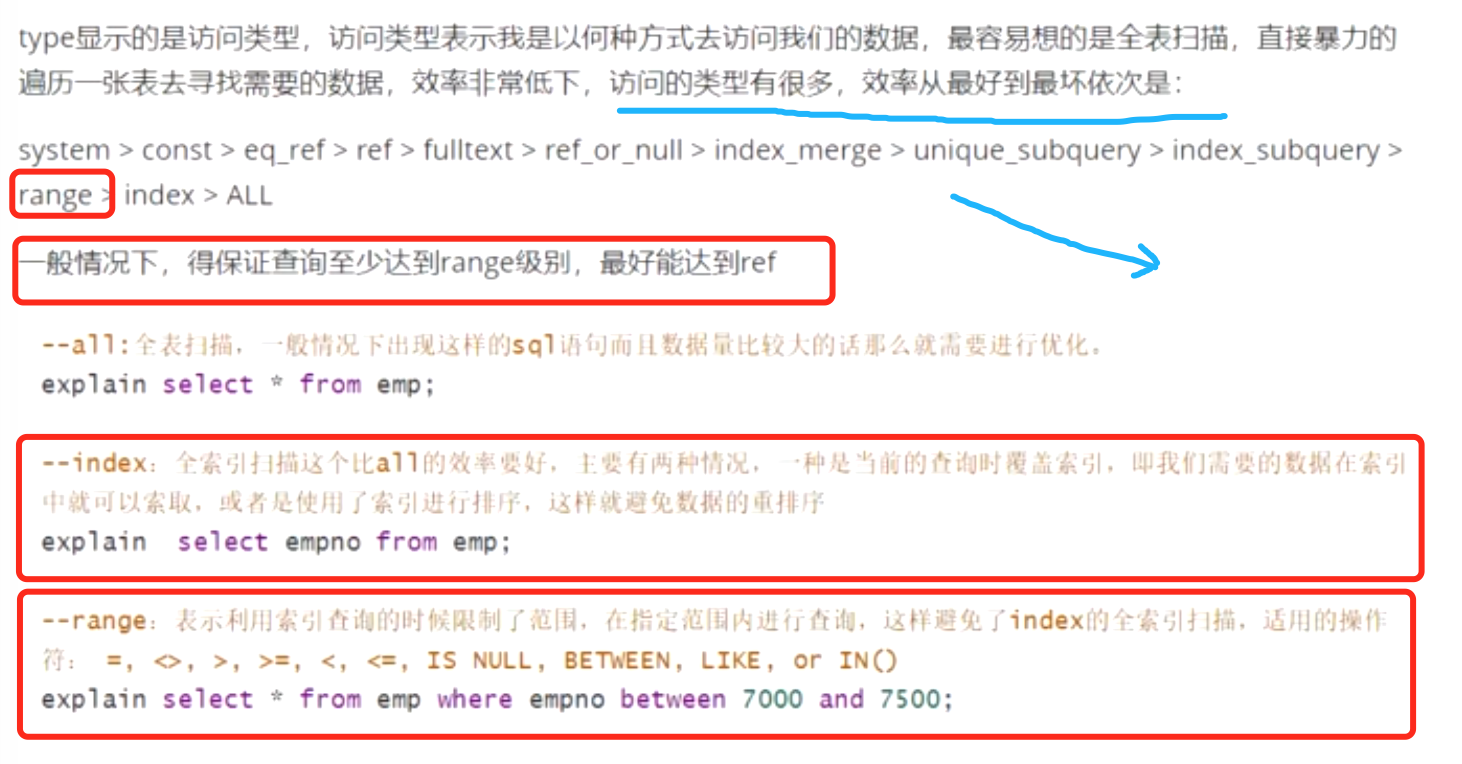 type显示的是访问类型，访问类型表示我是以何种方式去访问我们的数据，最容易想的是全表扫描，直接暴力的
遍历一张表去寻找需要的数据，效率非常低下，访问的类型有很多，效率从最好到最坏依次是：
system > const > eq_ref > ref > fulltext > ref_or_null > index_merge > unique_subquery > index_subquery >
range > index > ALL
一般情况下，得保证查询至少达到range级别，最好能达到ref
--all:全表扫描，一般情况下出现这样的sql语句而且数据量比较大的话那么就需要进行优化。
explain select * from emp;
--index：全索引扫描这个比all的效率要好，主要有两种情况，一种是当前的查询时覆盖索引，即我们需要的数据在索引
中就可以索取，或者是使用了索引进行排序，这样就避免数据的重排序
explain  select empno from emp;
--range：表示利用索引查询的时候限制了范围，在指定范围内进行查询，这样避免了index的全索引扫描，适用的操作
符： =, <>, >, >=, <, <=, IS NULL, BETWEEN, LIKE, or IN()
explain select * from emp where empno between 7000 and 7500;